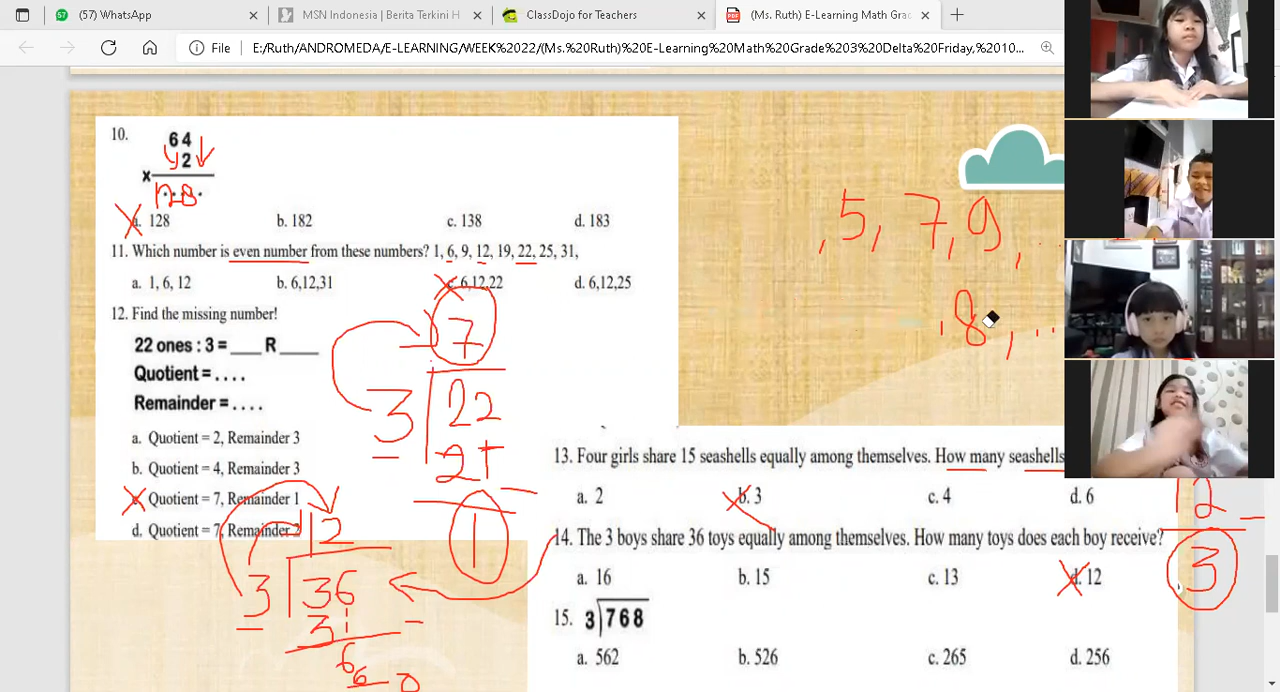 (57) WhatsApp
MSN Indonesia | Berita Terkini H
ClassDojo for Teachers
(Ms. Ruth) E-Learning Math Grad
File
E:/Ruth/ANDROMEDA/E-LEARNING/WEEK%2022/(Ms.%20Ruth)%20E-Learning%20Math%20Grade%203%20Delta%20Friday,%2010...
10.
64
2
x
128
a. 128 b. 182 c. 138 d. 183
11. Which number is even number from these numbers? 1, 6, 9, 12, 19, 22, 25, 31,
a. 1, 6, 12 b. 6,12,31 c. 6,12,22 d. 6,12,25
12. Find the missing number!
22 ones : 3 = ____ R ____
Quotient = . . . .
Remainder = . . . .
a. Quotient = 2, Remainder 3
b. Quotient = 4, Remainder 3
c. Quotient = 7, Remainder 1
d. Quotient = 7, Remainder 2
7
3 22
21
1
12
3 36
3
6
6
0
, 5, 7, 9, ...
, 8, ...
13. Four girls share 15 seashells equally among themselves. How many seashells
a. 2 b. 3 c. 4 d. 6
12
3
14. The 3 boys share 36 toys equally among themselves. How many toys does each boy receive?
a. 16 b. 15 c. 13 d. 12
15. 3 768
a. 562 b. 526 c. 265 d. 256